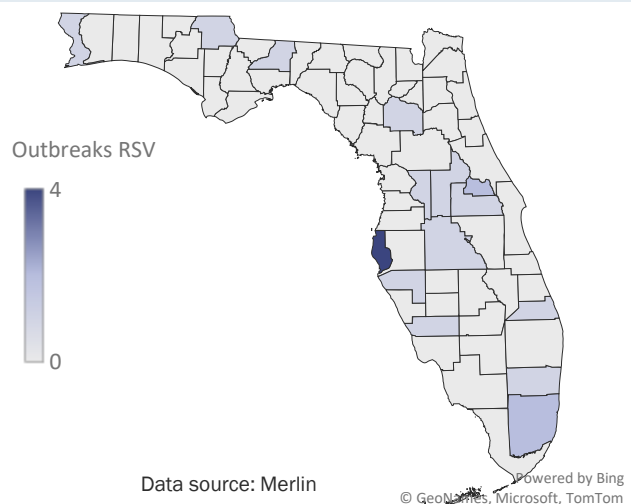 Outbreaks RSV
4
0
Data source: Merlin
Powered by Bing
© GeoNames, Microsoft, TomTom